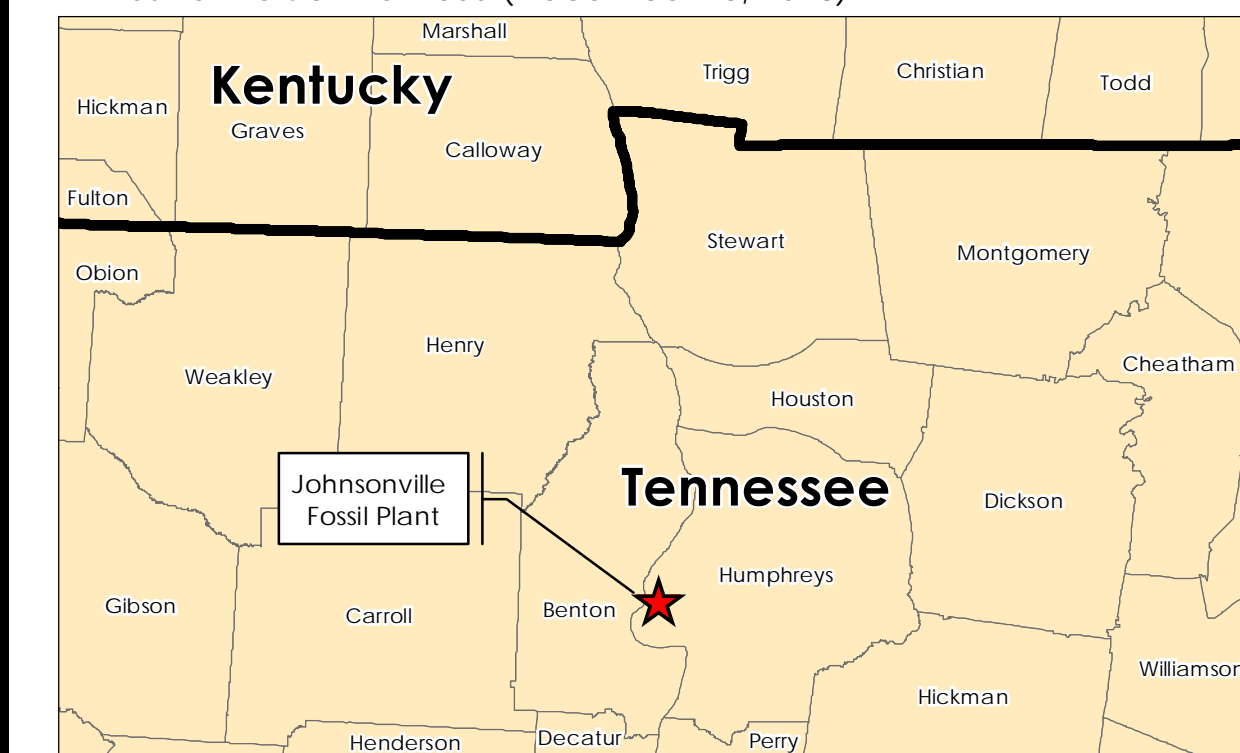 Marshall
Kentucky
Trigg
Christian
Todd
Hickman
Graves
Calloway
Fulton
Stewart
Montgomery
Obion
Henry
Cheatham
Weakley
Houston
Johnsonville
Fossil Plant
Tennessee
Dickson
Humphreys
Gibson
Carroll
Benton
Williamson
Hickman
Henderson
Decatur
Perry